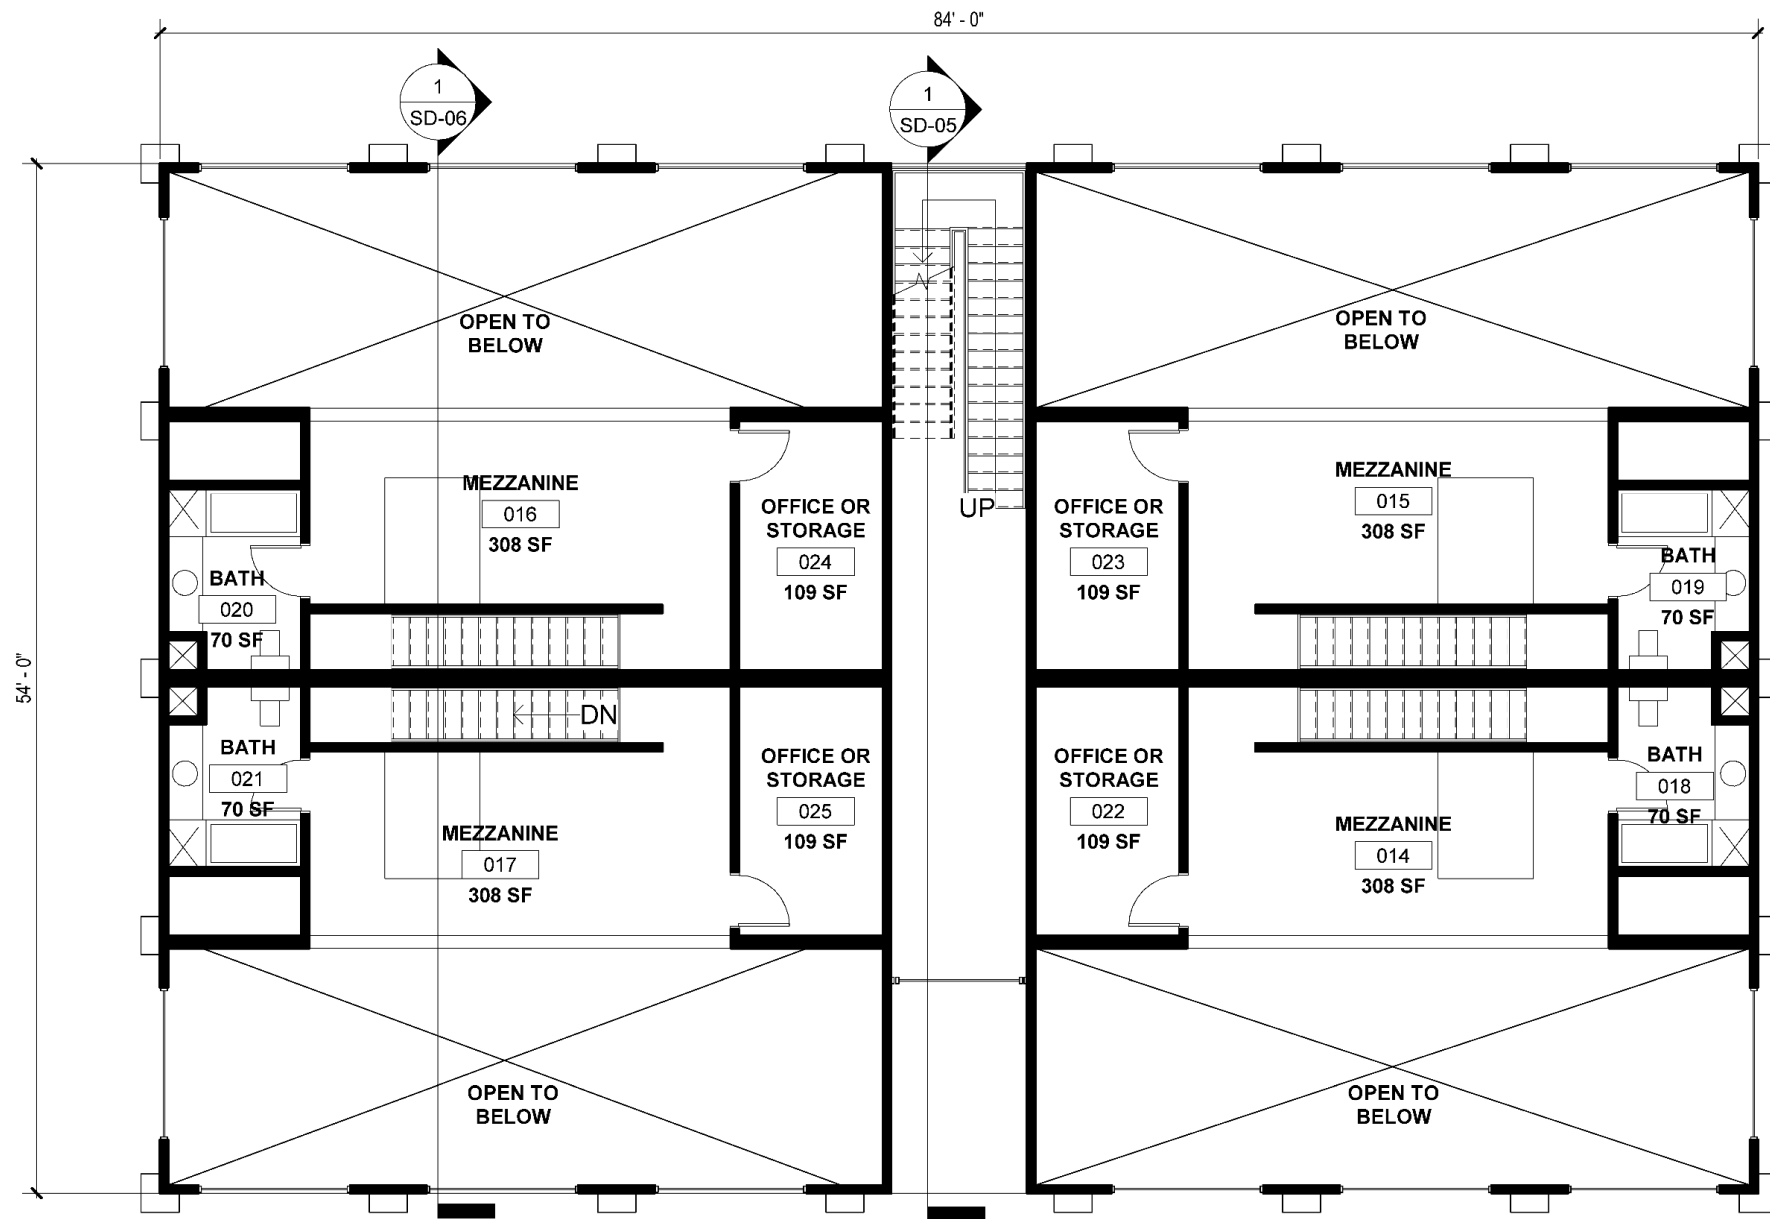 84' - 0"
1
SD-06
1
SD-05
OPEN TO
BELOW
OPEN TO
BELOW
54' - 0"
MEZZANINE
016
308 SF
OFFICE OR
STORAGE
024
109 SF
UP
OFFICE OR
STORAGE
023
109 SF
MEZZANINE
015
308 SF
BATH
020
70 SF
BATH
019
70 SF
DN
BATH
021
70 SF
MEZZANINE
017
308 SF
OFFICE OR
STORAGE
025
109 SF
OFFICE OR
STORAGE
022
109 SF
MEZZANINE
014
308 SF
BATH
018
70 SF
OPEN TO
BELOW
OPEN TO
BELOW